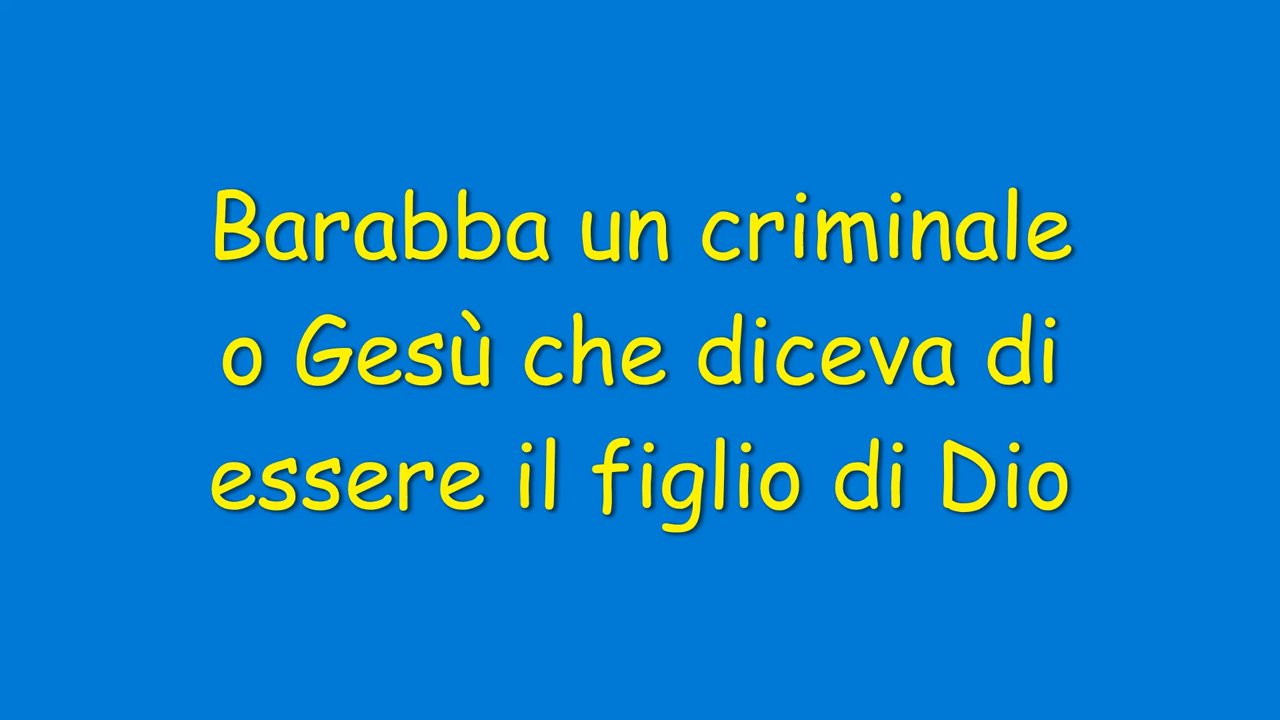 Barabba un criminale
o Gesù che diceva di
essere il figlio di Dio